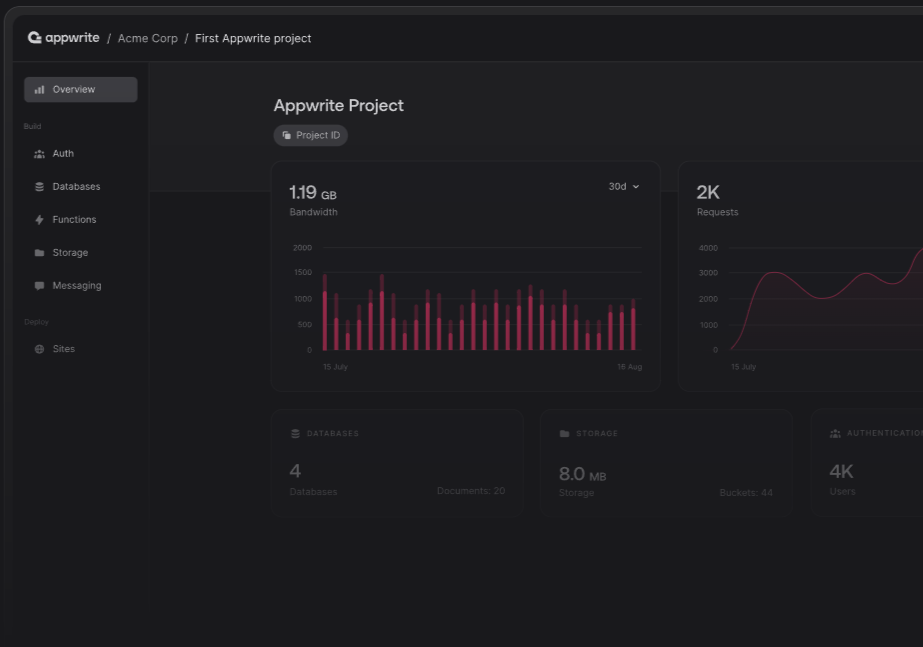 appwrite / Acme Corp / First Appwrite project
Overview
Build
Auth
Databases
Functions
Storage
Messaging
Deploy
Sites
Appwrite Project
Project ID
1.19 GB
30d
Bandwidth
2000
1500
1000
500
0
15 July
16 Aug
2K
Requests
4000
3000
2000
1000
0
15 July
DATABASES
4
Databases
Documents: 20
STORAGE
8.0 MB
Storage
Buckets: 44
AUTHENTICATION
4K
Users